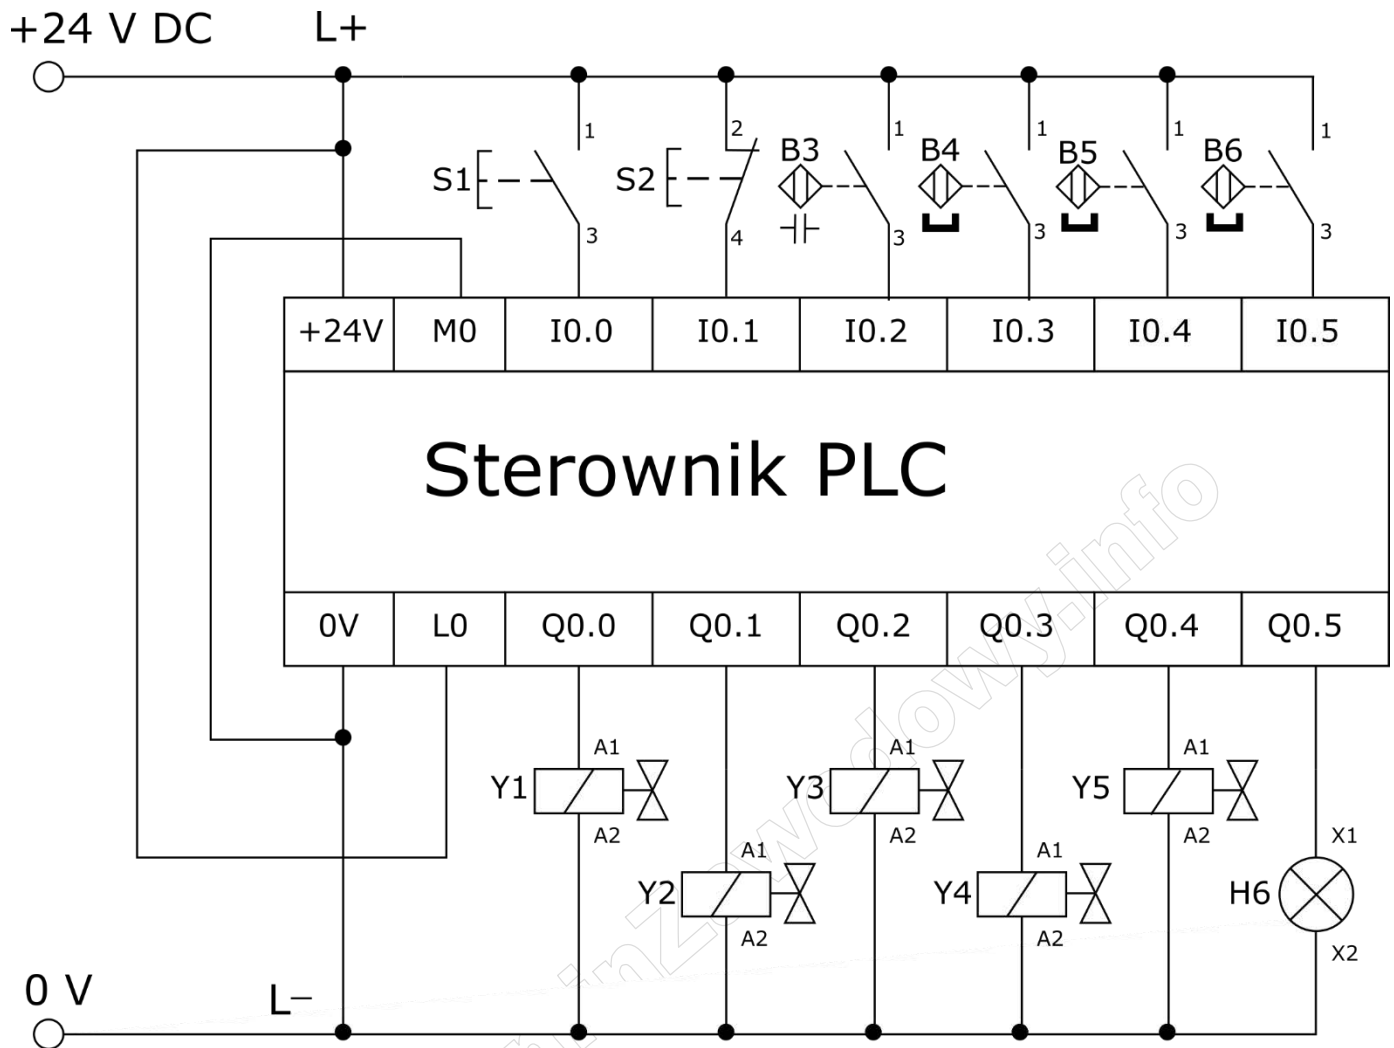 +24 V DC L+
1 2 1 1 1 1
S1 S2 B3 B4 B5 B6
3 4 3 3 3 3
+24V M0 I0.0 I0.1 I0.2 I0.3 I0.4 I0.5
Sterownik PLC
0V L0 Q0.0 Q0.1 Q0.2 Q0.3 Q0.4 Q0.5
A1 A1 A1
Y1 Y3 Y5
A2 A2 A2 X1
A1 A1
Y2 Y4 H6
A2 A2 X2
0 V L–
inZawodowy.info